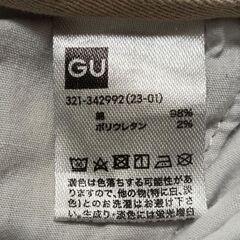 GU
321-342992(23-01)
綿 98%
ポリウレタン 2%
濃色は色落ちする可能性があり
ますので、他の物(特に白、淡
色)とのお洗濯はお避け下さ
い。生成り・淡色には蛍光増